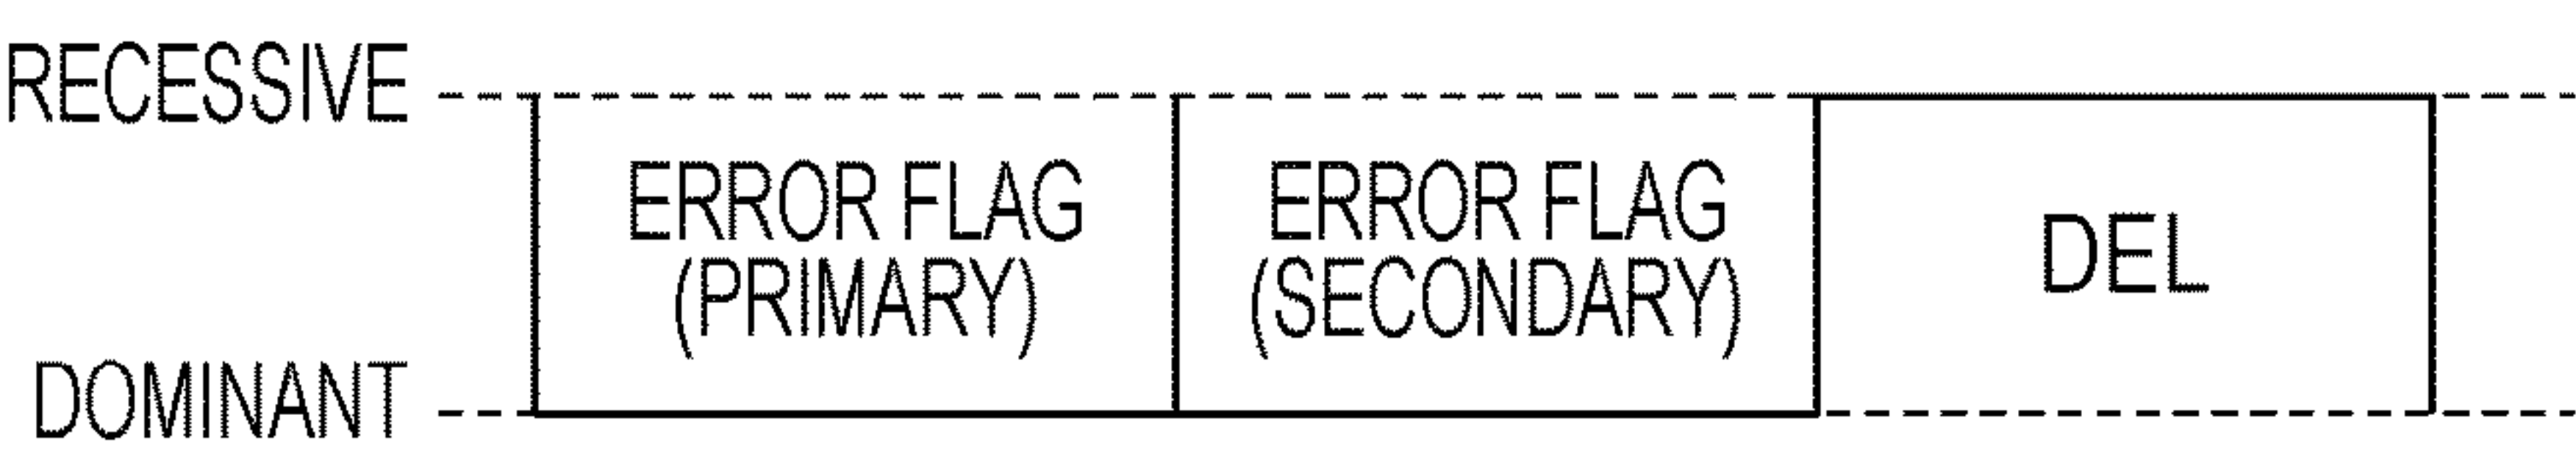 RECESSIVE
ERROR FLAG
(PRIMARY)
ERROR FLAG
(SECONDARY)
DEL
DOMINANT